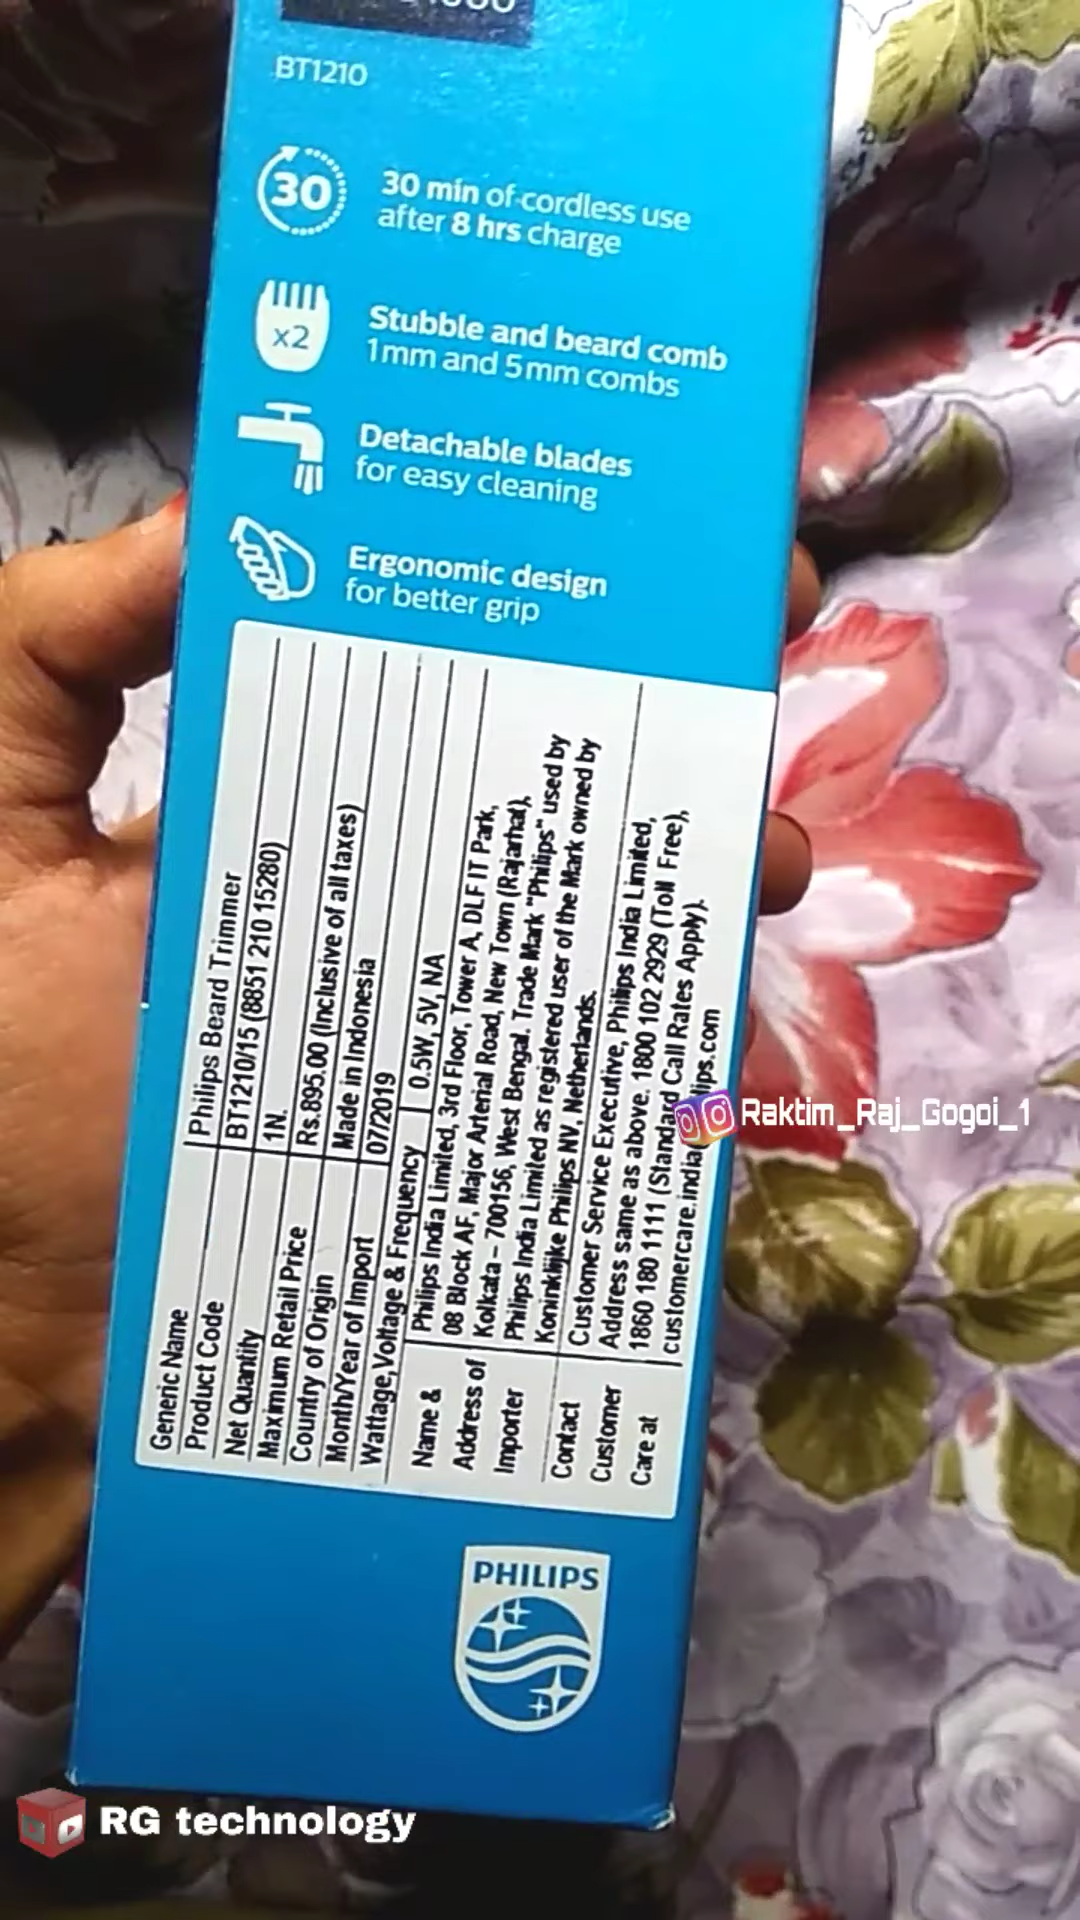 BT1210
30
30 min of cordless use
after 8 hrs charge
x2
Stubble and beard comb
1mm and 5mm combs
Detachable blades
for easy cleaning
Ergonomic design
for better grip
Generic Name Philips Beard Trimmer
Product Code BT1210/15 (8851 210 15280)
Net Quantity 1N.
Maximum Retail Price Rs.895.00 (Inclusive of all taxes)
Country of Origin Made in Indonesia
Month/Year of Import 07/2019
Wattage,Voltage & Frequency 0.5W, 5V, NA
Name & Philips India Limited, 3rd Floor, Tower A, DLF IT Park,
Address of 08 Block AF, Major Arterial Road, New Town (Rajarhat),
Importer Kolkata - 700156, West Bengal. Trade Mark "Philips" used by
Philips India Limited as registered user of the Mark owned by
Koninklijke Philips NV, Netherlands.
Contact Customer Service Executive, Philips India Limited,
Customer Address same as above. 1800 102 2929 (Toll Free),
Care at 1860 180 1111 (Standard Call Rates Apply).
PHILIPS
Raktim_Raj_Gogoi_1
RG technology